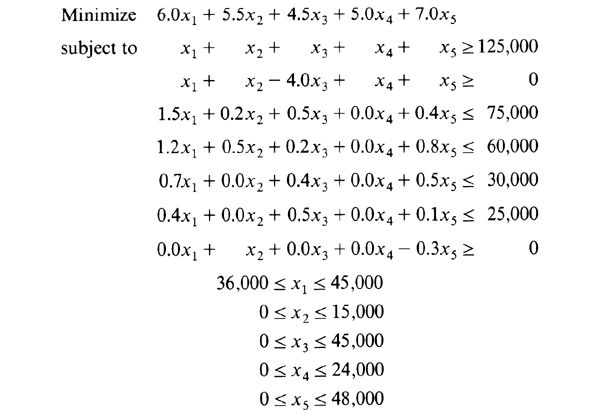 Minimize 6.0x₁ + 5.5x₂ + 4.5x₃ + 5.0x₄ + 7.0x₅
subject to x₁ + x₂ + x₃ + x₄ + x₅ ≥ 125,000
x₁ + x₂ − 4.0x₃ + x₄ + x₅ ≥ 0
1.5x₁ + 0.2x₂ + 0.5x₃ + 0.0x₄ + 0.4x₅ ≤ 75,000
1.2x₁ + 0.5x₂ + 0.2x₃ + 0.0x₄ + 0.8x₅ ≤ 60,000
0.7x₁ + 0.0x₂ + 0.4x₃ + 0.0x₄ + 0.5x₅ ≤ 30,000
0.4x₁ + 0.0x₂ + 0.5x₃ + 0.0x₄ + 0.1x₅ ≤ 25,000
0.0x₁ + x₂ + 0.0x₃ + 0.0x₄ − 0.3x₅ ≥ 0
36,000 ≤ x₁ ≤ 45,000
0 ≤ x₂ ≤ 15,000
0 ≤ x₃ ≤ 45,000
0 ≤ x₄ ≤ 24,000
0 ≤ x₅ ≤ 48,000